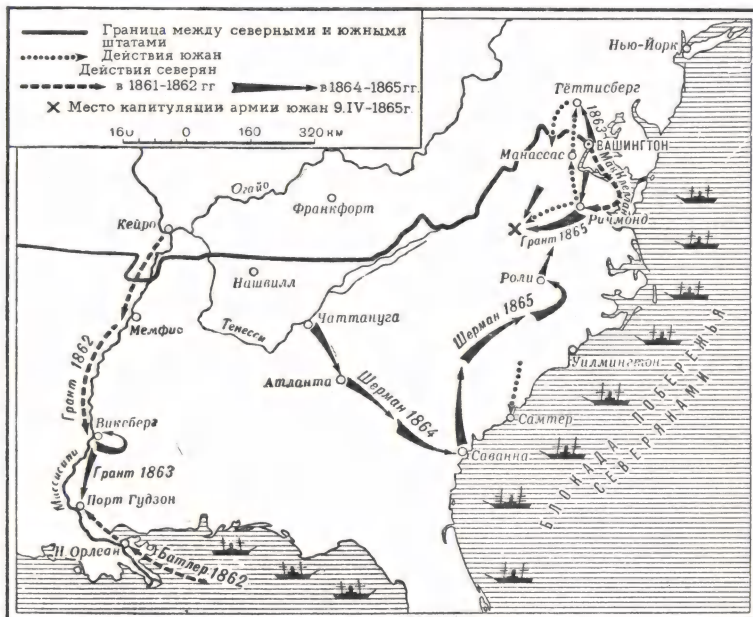 Граница между северными и южными
штатами
Действия южан
Действия северян
в 1861-1862 гг
в 1864-1865гг.
Место капитуляции армии южан 9.IV-1865г.
160 0 160 320 км
Нью-Йорк
Гёттисберг
1863
ВАШИНГТОН
Манассас
Мак Клеллан
Огайо
Франкфорт
Кейро
Ричмонд
Грант 1865
Нашвилл
Роли
Теннесси
Чаттануга
Шерман 1865
Мемфис
Грант 1862
Уилмингтон
Атланта
Шерман 1864
Самтер
Виксберг
Саванна
Грант 1863
Миссисипи
Порт Гудзон
Н. Орлеан
Батлер 1862
БЛОКАДА ПОБЕРЕЖЬЯ
СЕВЕРЯНАМИ